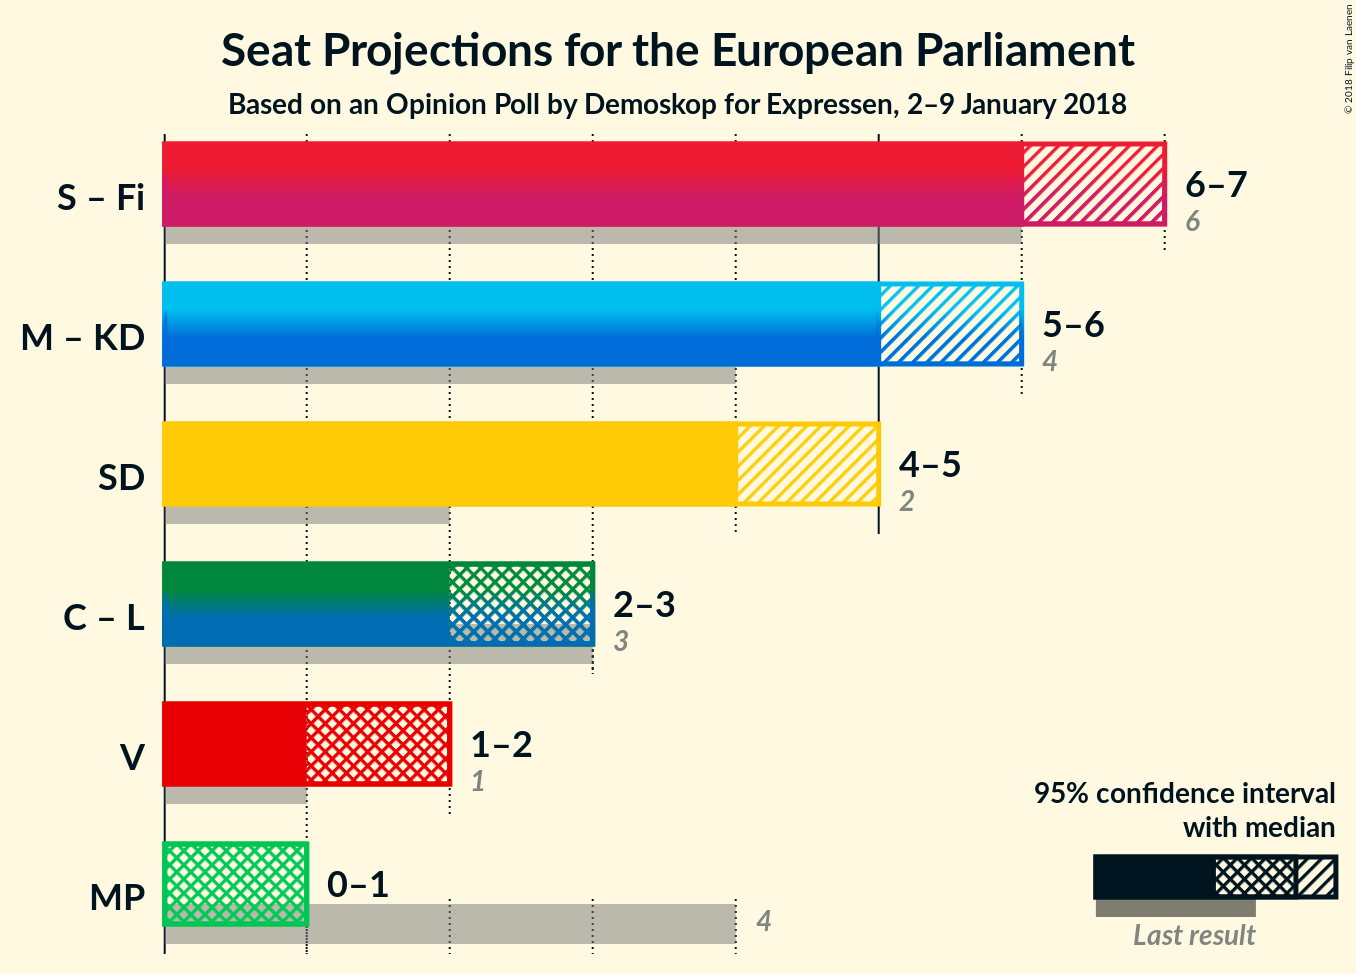 Seat Projections for the European Parliament
Based on an Opinion Poll by Demoskop for Expressen, 2–9 January 2018
© 2018 Filip van Laenen
S – Fi
6–7
6
M – KD
5–6
4
SD
4–5
2
C – L
2–3
3
V
1–2
1
MP
0–1
4
95% confidence interval
with median
Last result